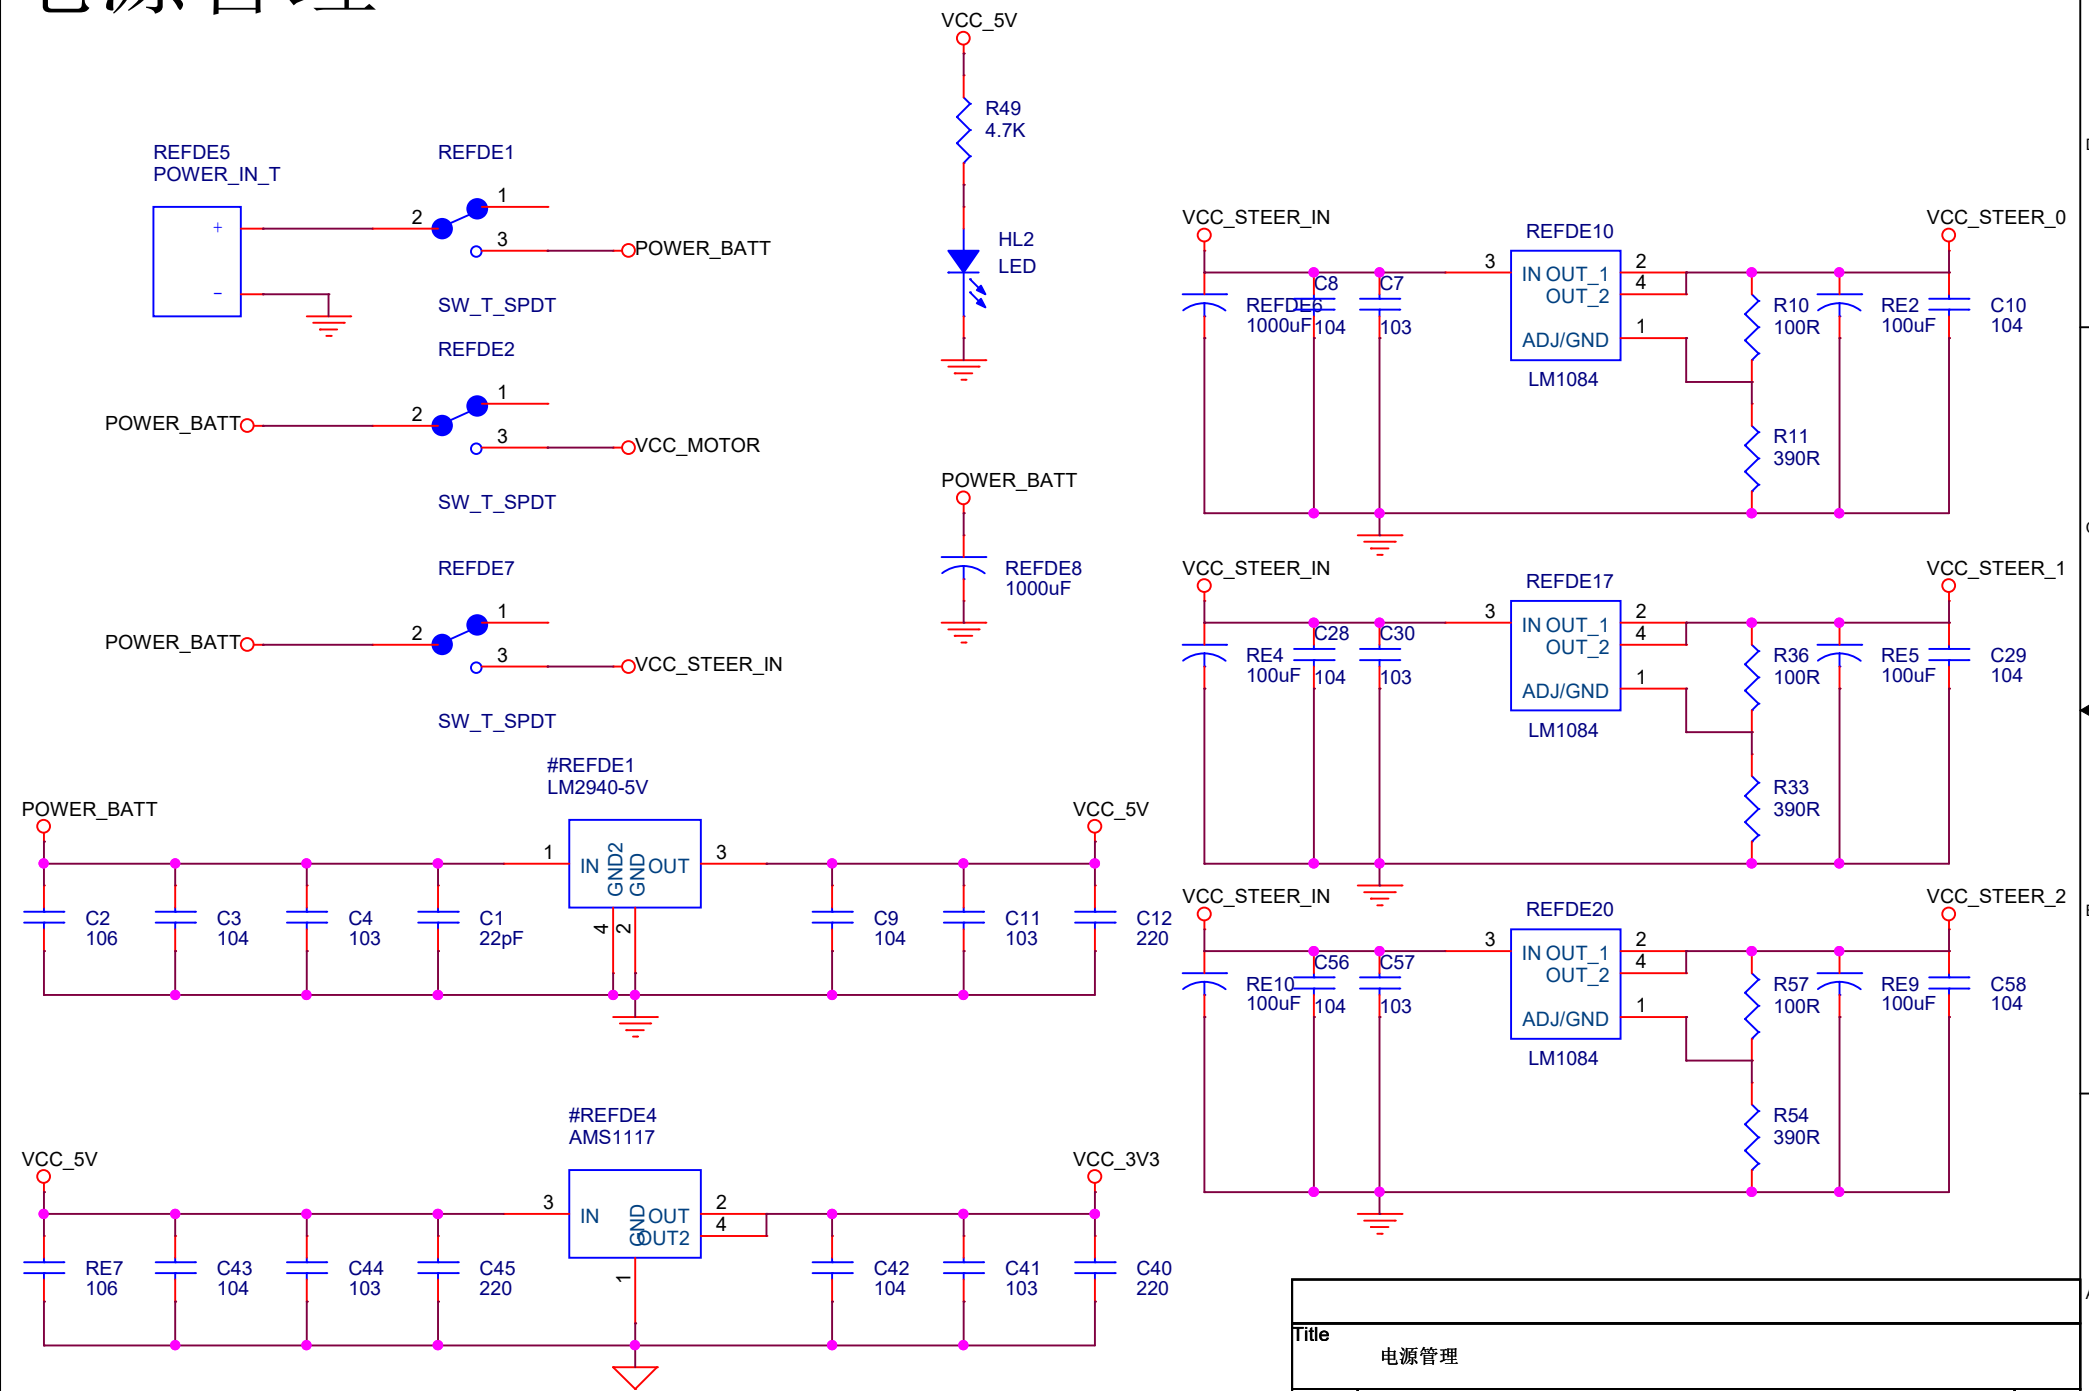 电源管理
VCC_5V
R49
4.7K
HL2
LED
REFDE5
POWER_IN_T
+
-
REFDE1
1
2
3
POWER_BATT
SW_T_SPDT
REFDE2
1
POWER_BATT
2
3
VCC_MOTOR
SW_T_SPDT
REFDE7
1
POWER_BATT
2
3
VCC_STEER_IN
SW_T_SPDT
POWER_BATT
REFDE8
1000uF
VCC_STEER_IN
REFDE10
VCC_STEER_0
3
IN OUT_1
2
OUT_2
4
ADJ/GND
1
LM1084
REFDE6
1000uF
C8
104
C7
103
R10
100R
RE2
100uF
C10
104
R11
390R
VCC_STEER_IN
REFDE17
VCC_STEER_1
3
IN OUT_1
2
OUT_2
4
ADJ/GND
1
LM1084
RE4
100uF
C28
104
C30
103
R36
100R
RE5
100uF
C29
104
R33
390R
VCC_STEER_IN
REFDE20
VCC_STEER_2
3
IN OUT_1
2
OUT_2
4
ADJ/GND
1
LM1084
RE10
100uF
C56
104
C57
103
R57
100R
RE9
100uF
C58
104
R54
390R
#REFDE1
LM2940-5V
POWER_BATT
VCC_5V
1
IN
GND2
GND
OUT
3
4
2
C2
106
C3
104
C4
103
C1
22pF
C9
104
C11
103
C12
220
#REFDE4
AMS1117
VCC_5V
VCC_3V3
3
IN
GND
OUT
2
OUT2
4
1
RE7
106
C43
104
C44
103
C45
220
C42
104
C41
103
C40
220
Title
电源管理